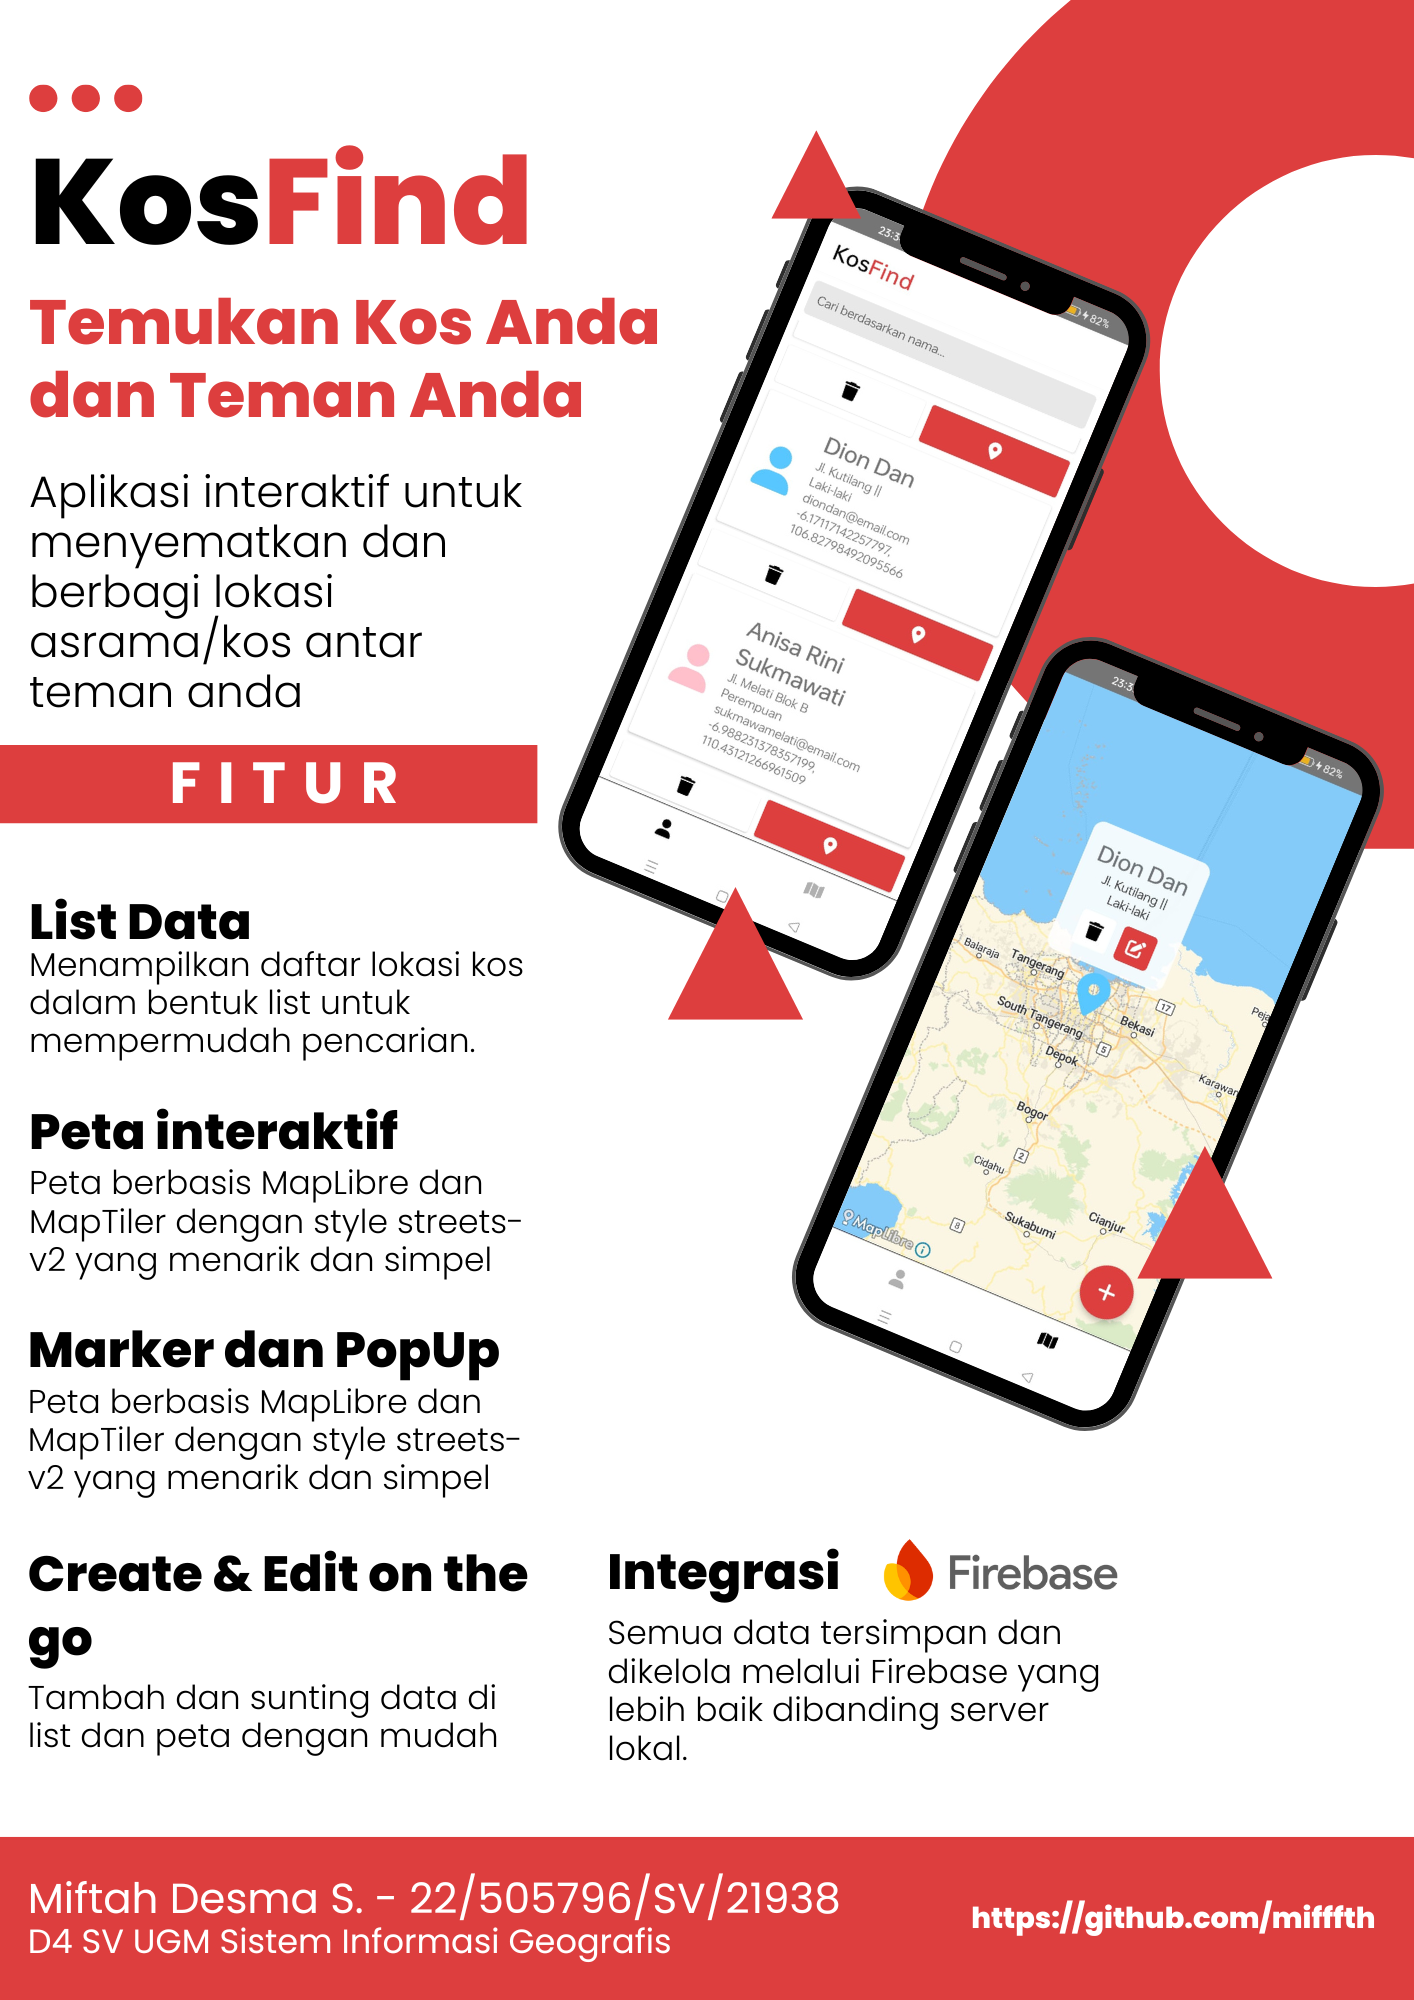 KosFind
Temukan Kos Anda
dan Teman Anda
Aplikasi interaktif untuk
menyematkan dan
berbagi lokasi
asrama/kos antar
teman anda
FITUR
List Data
Menampilkan daftar lokasi kos
dalam bentuk list untuk
mempermudah pencarian.
Peta interaktif
Peta berbasis MapLibre dan
MapTiler dengan style streets-
v2 yang menarik dan simpel
Marker dan PopUp
Peta berbasis MapLibre dan
MapTiler dengan style streets-
v2 yang menarik dan simpel
Create & Edit on the
go
Tambah dan sunting data di
list dan peta dengan mudah
Integrasi Firebase
Semua data tersimpan dan
dikelola melalui Firebase yang
lebih baik dibanding server
lokal.
23:3
82%
KosFind
Cari berdasarkan nama...
Dion Dan
Jl. Kutilang II
Laki-laki
diondan@email.com
-6.17117142257797,
106.82798492095566
Anisa Rini
Sukmawati
Jl. Melati Blok B
Perempuan
sukmawamelati@email.com
-6.988231378357199,
110.43121266961509
23:3
82%
Dion Dan
Jl. Kutilang II
Laki-laki
Balaraja
Tangerang
South Tangerang
17
Bekasi
Peja
5
Depok
Karawan
Bogor
2
Cidahu
8
Sukabumi
Cianjur
MapLibre
Miftah Desma S. - 22/505796/SV/21938
D4 SV UGM Sistem Informasi Geografis
https://github.com/mifffth